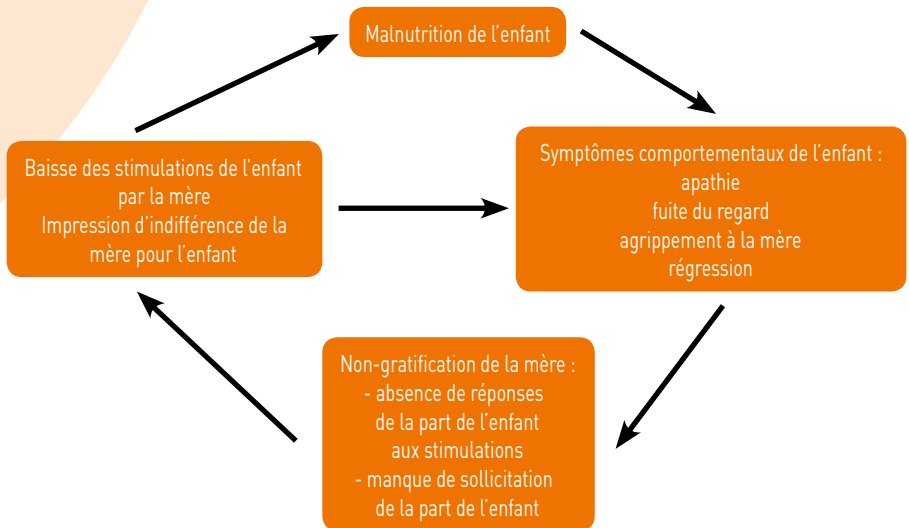 Malnutrition de l'enfant
Baisse des stimulations de l'enfant
par la mère
Impression d'indifférence de la
mère pour l'enfant
Symptômes comportementaux de l'enfant :
apathie
fuite du regard
agrippement à la mère
régression
Non-gratification de la mère :
- absence de réponses
de la part de l'enfant
aux stimulations
- manque de sollicitation
de la part de l'enfant